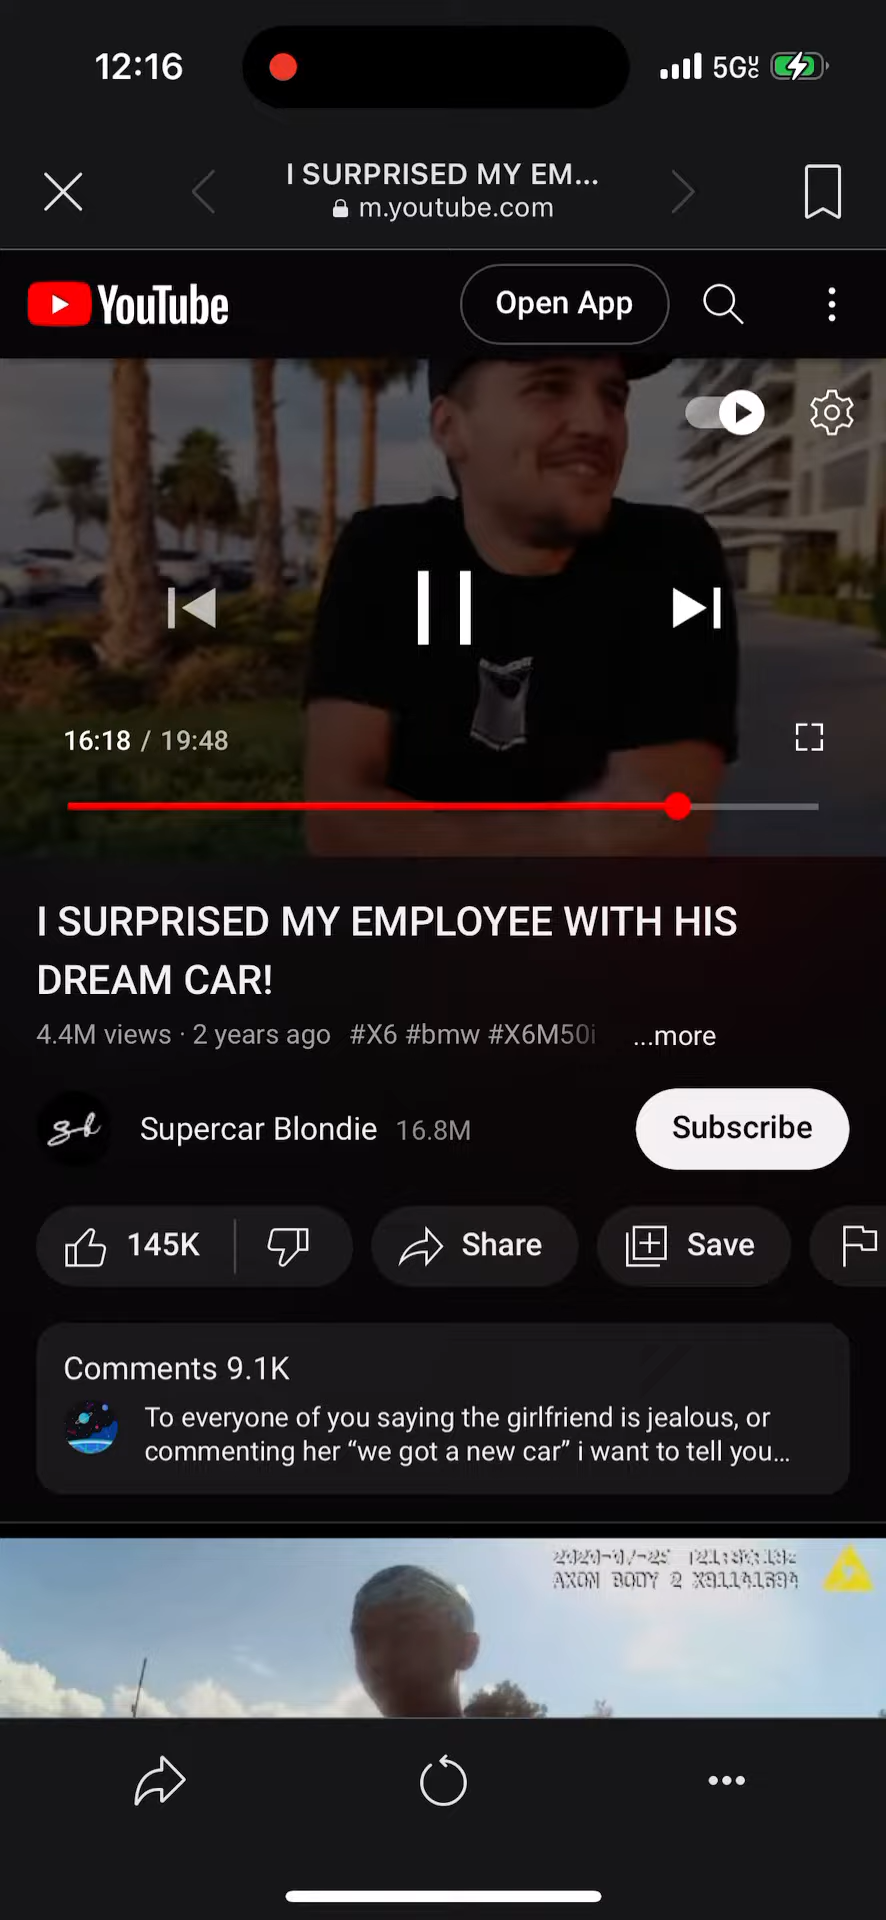 12:16
5G
I SURPRISED MY EM...
m.youtube.com
YouTube
Open App
16:18 / 19:48
I SURPRISED MY EMPLOYEE WITH HIS
DREAM CAR!
4.4M views · 2 years ago #X6 #bmw #X6M50i ...more
Supercar Blondie 16.8M
Subscribe
145K
Share
Save
Comments 9.1K
To everyone of you saying the girlfriend is jealous, or
commenting her “we got a new car” i want to tell you...
AXON BODY 2